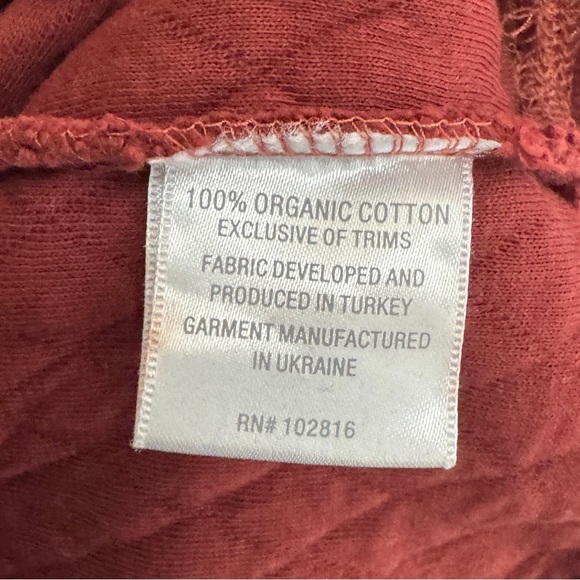 100% ORGANIC COTTON
EXCLUSIVE OF TRIMS
FABRIC DEVELOPED AND
PRODUCED IN TURKEY
GARMENT MANUFACTURED
IN UKRAINE
RN# 102816